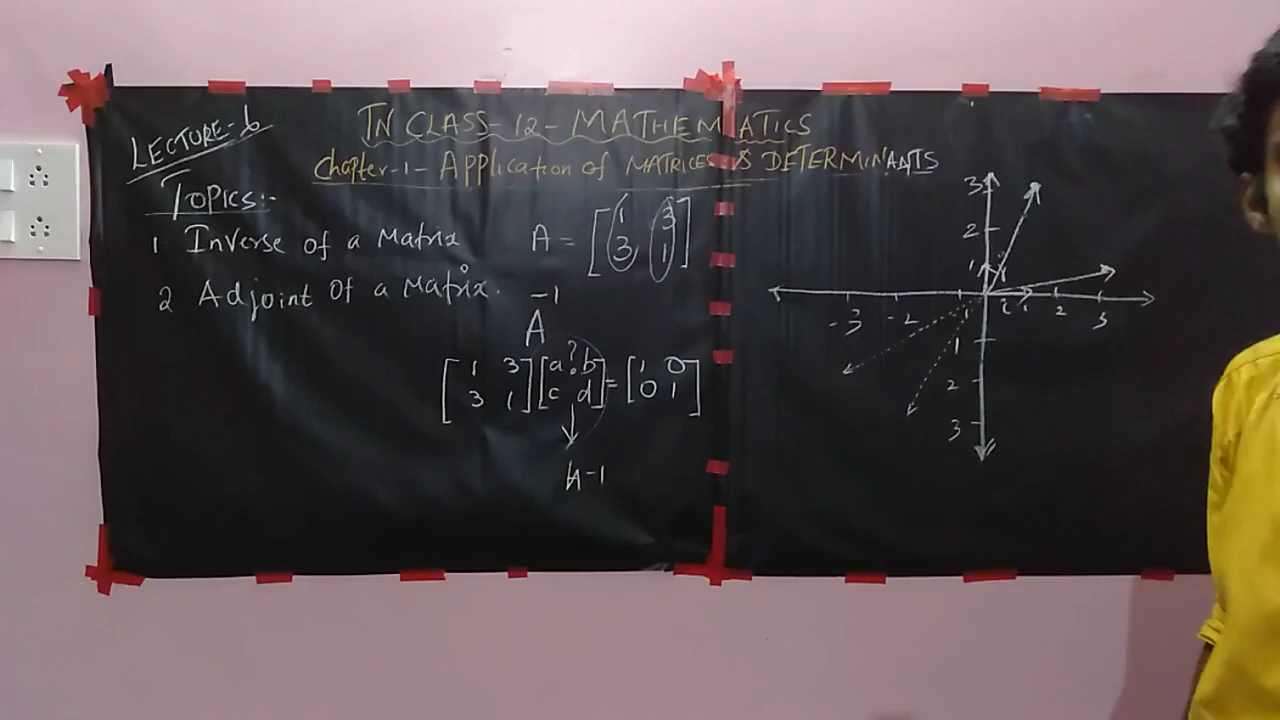 LECTURE-6
TN CLASS-12-MATHEMATICS
Chapter-1-Application of MATRICES & DETERMINANTS
Topics:-
1 Inverse of a Matrix
2 Adjoint of a Matrix.
A = [1 3
3 1]
A -1
[1 3 [a ? b = [1 0
3 1] c d] 0 1]
A-1
3
2
1
-3 -2 1 2 3
1
2
3